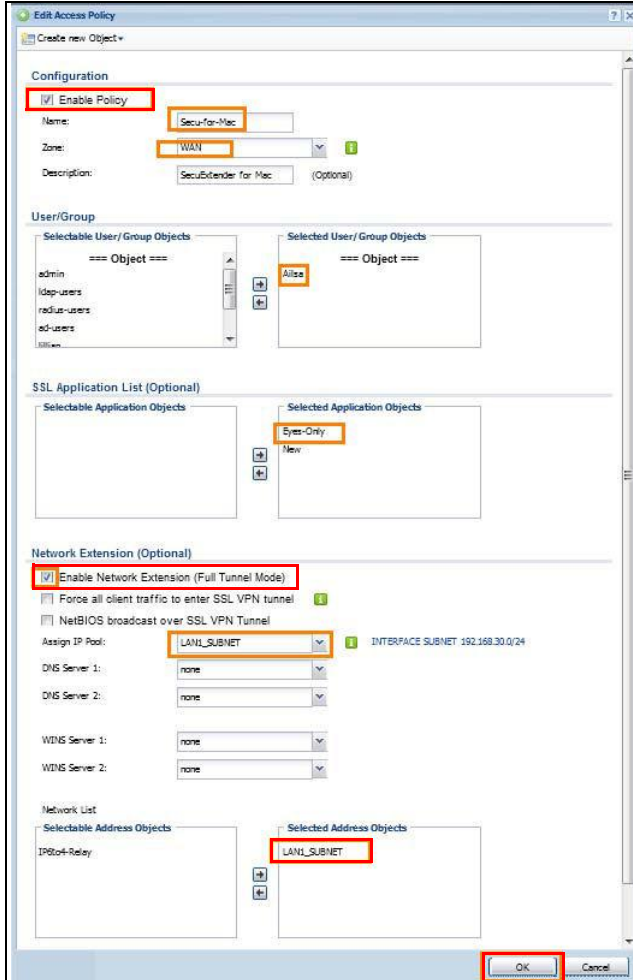 Edit Access Policy
Create new Object
Configuration
Enable Policy
Name: Secu-for-Mac
Zone: WAN
Description: SecuExtender for Mac (Optional)
User/Group
Selectable User/Group Objects
=== Object ===
admin
ldap-users
radius-users
ad-users
Selected User/Group Objects
=== Object ===
Ailsa
SSL Application List (Optional)
Selectable Application Objects
Selected Application Objects
Eyes-Only
New
Network Extension (Optional)
Enable Network Extension (Full Tunnel Mode)
Force all client traffic to enter SSL VPN tunnel
NetBIOS broadcast over SSL VPN Tunnel
Assign IP Pool: LAN1_SUBNET INTERFACE SUBNET 192.168.30.0/24
DNS Server 1: none
DNS Server 2: none
WINS Server 1: none
WINS Server 2: none
Network List
Selectable Address Objects
IP6to4-Relay
Selected Address Objects
LAN1_SUBNET
OK Cancel